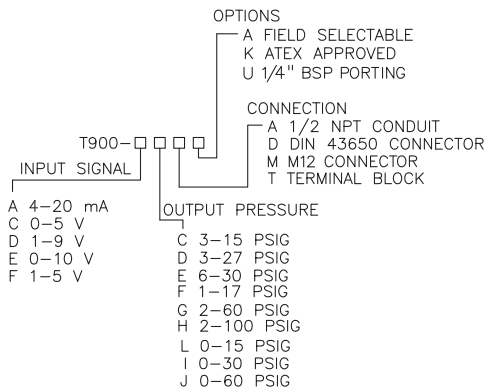 OPTIONS
A FIELD SELECTABLE
K ATEX APPROVED
U 1/4" BSP PORTING
CONNECTION
A 1/2 NPT CONDUIT
D DIN 43650 CONNECTOR
M M12 CONNECTOR
T TERMINAL BLOCK
T900-□ □ □ □
INPUT SIGNAL
A 4-20 mA
C 0-5 V
D 1-9 V
E 0-10 V
F 1-5 V
OUTPUT PRESSURE
C 3-15 PSIG
D 3-27 PSIG
E 6-30 PSIG
F 1-17 PSIG
G 2-60 PSIG
H 2-100 PSIG
L 0-15 PSIG
I 0-30 PSIG
J 0-60 PSIG